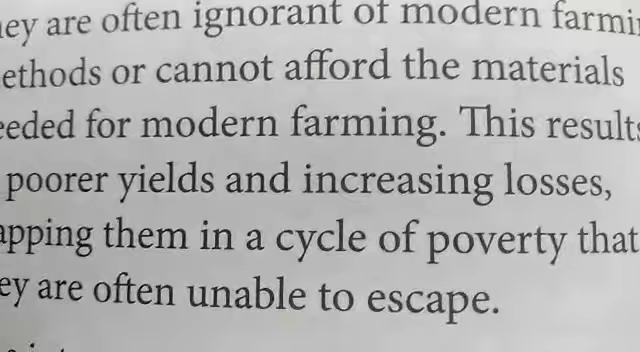 ey are often ignorant of modern farmi
ethods or cannot afford the materials
eeded for modern farming. This results
poorer yields and increasing losses,
apping them in a cycle of poverty that
ey are often unable to escape.